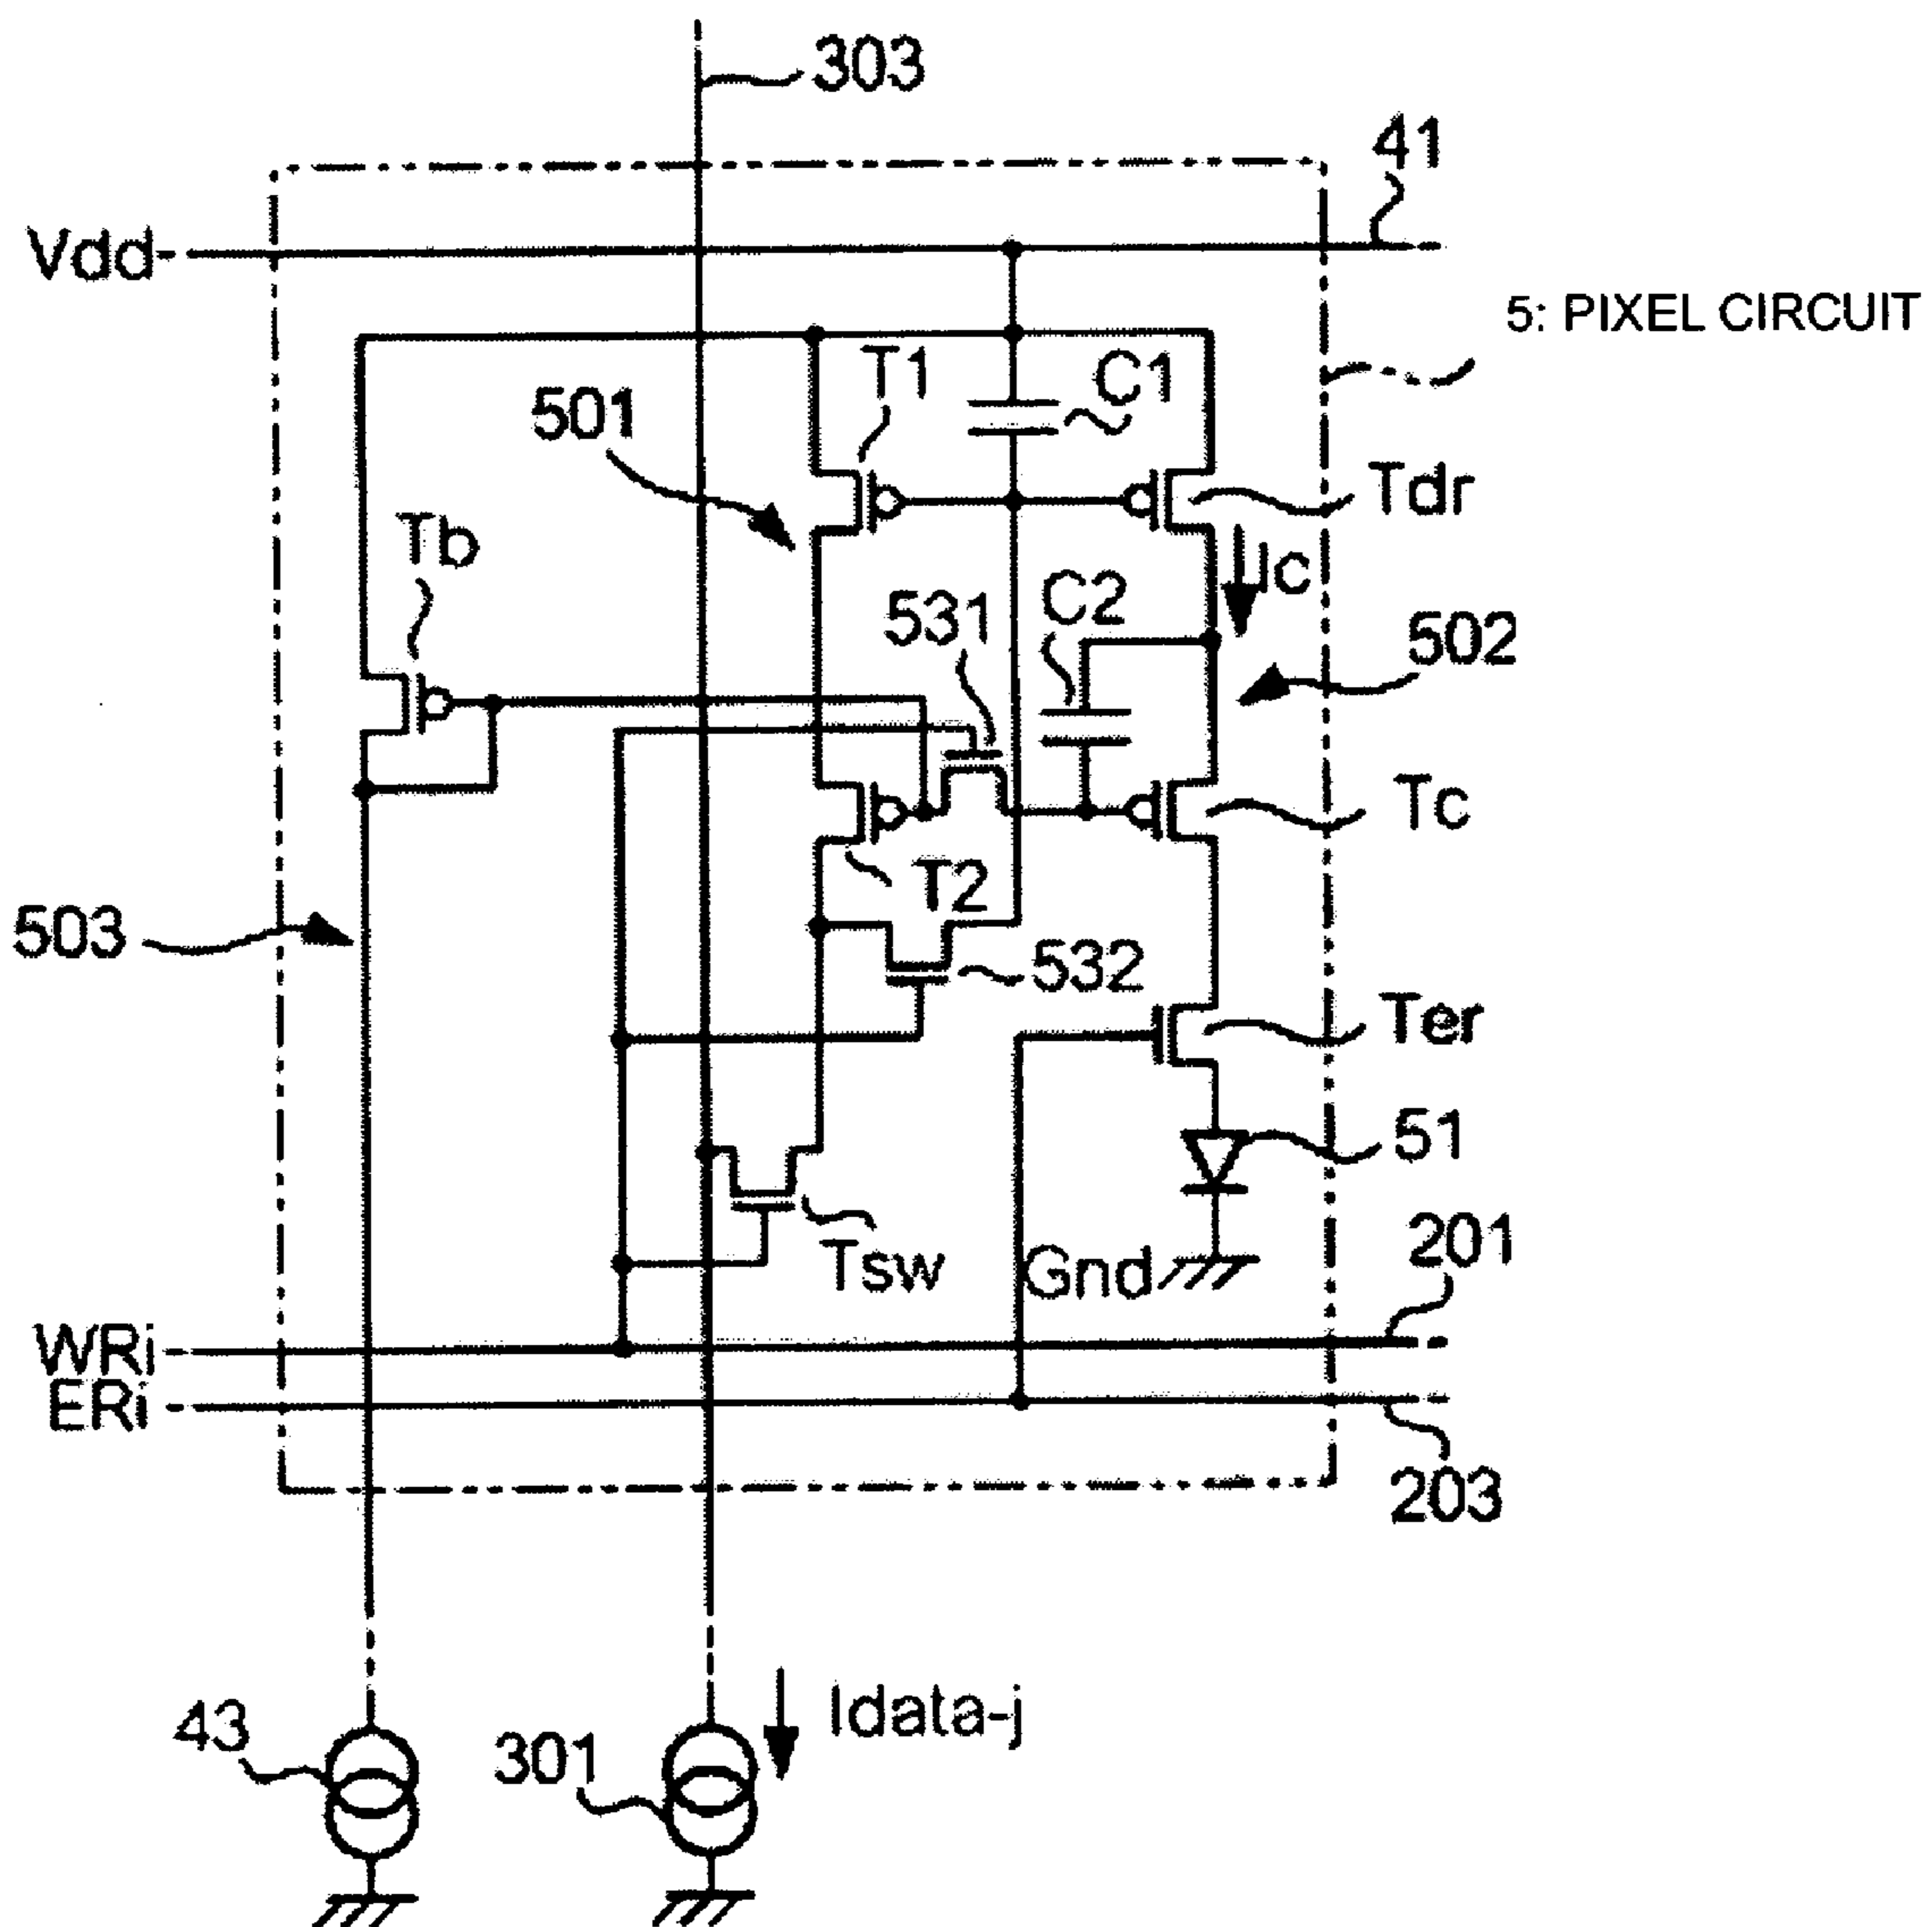 303
41
Vdd
5: PIXEL CIRCUIT
T1
C1
501
Tdr
Tb
Ic
C2
531
502
Tc
T2
503
532
Ter
51
201
Tsw
Gnd
WRi
ERi
203
Idata-j
43
301